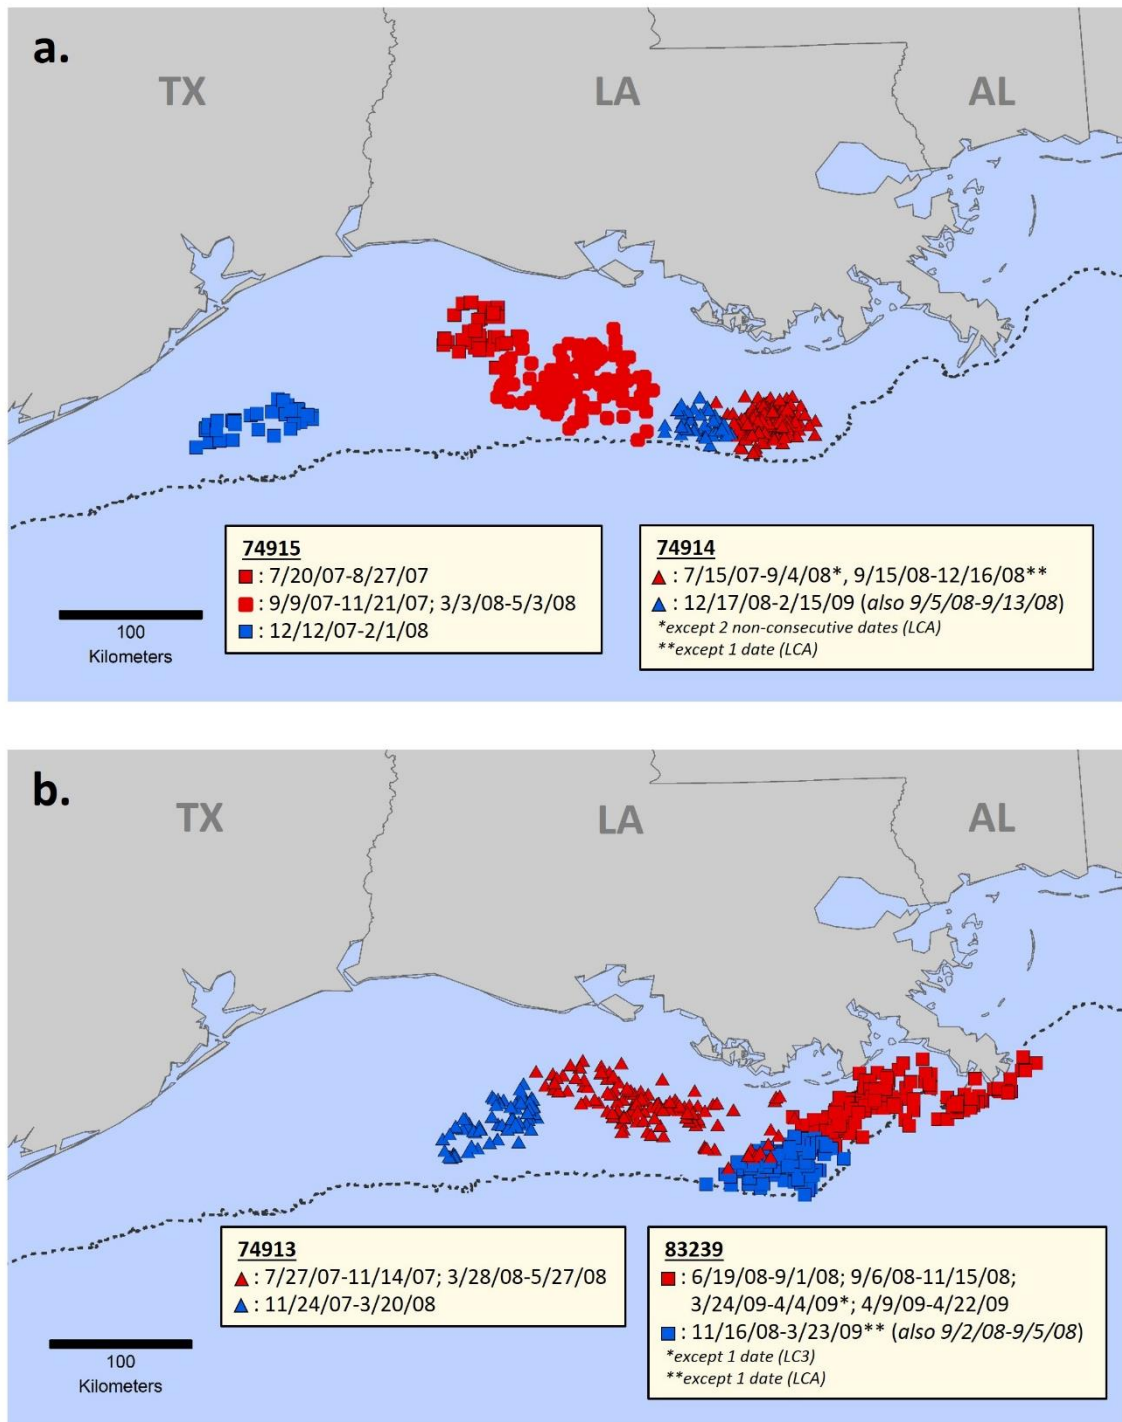 a.
TX
LA
AL
74915
: 7/20/07-8/27/07
: 9/9/07-11/21/07; 3/3/08-5/3/08
: 12/12/07-2/1/08
74914
: 7/15/07-9/4/08*, 9/15/08-12/16/08**
: 12/17/08-2/15/09 (also 9/5/08-9/13/08)
*except 2 non-consecutive dates (LCA)
**except 1 date (LCA)
100
Kilometers
b.
TX
LA
AL
74913
: 7/27/07-11/14/07; 3/28/08-5/27/08
: 11/24/07-3/20/08
83239
: 6/19/08-9/1/08; 9/6/08-11/15/08;
3/24/09-4/4/09*; 4/9/09-4/22/09
: 11/16/08-3/23/09** (also 9/2/08-9/5/08)
*except 1 date (LC3)
**except 1 date (LCA)
100
Kilometers